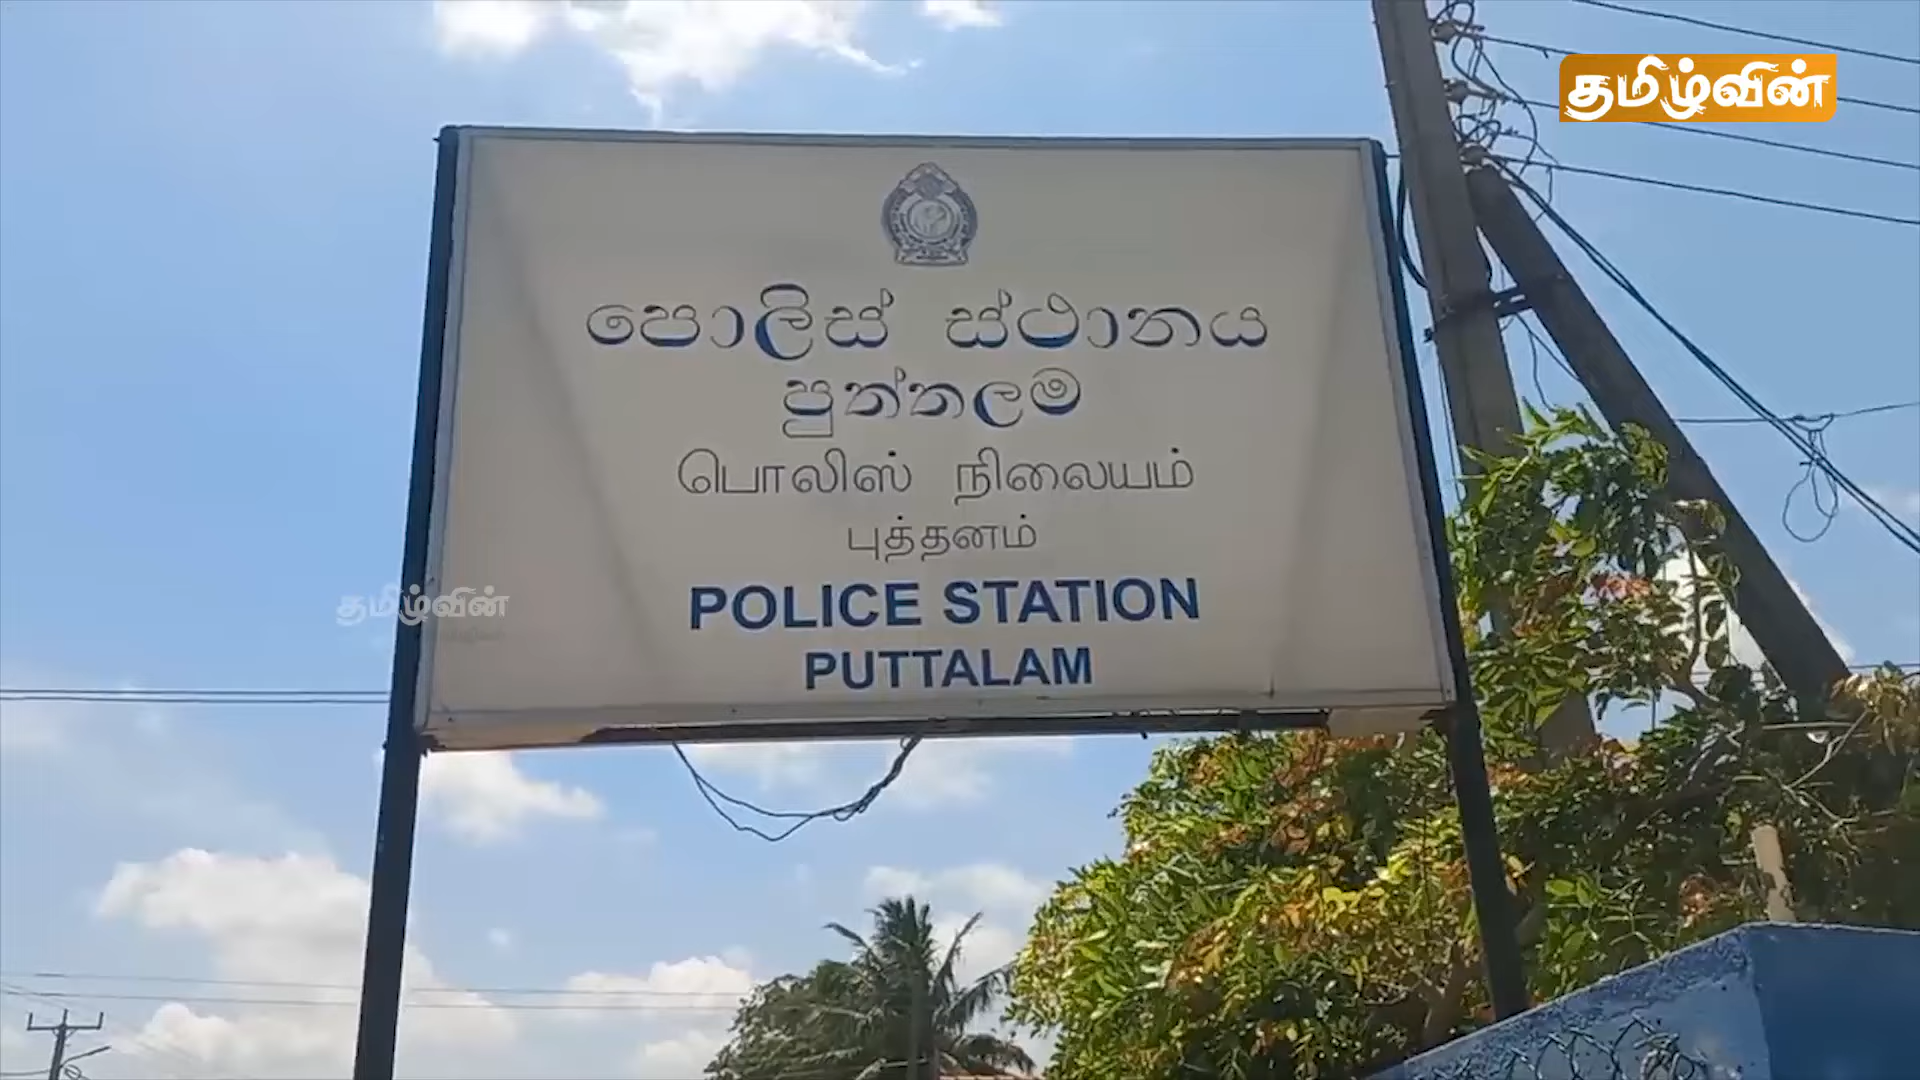 தமிழ்வின்
පොලිස් ස්ථානය
පුත්තලම
பொலிஸ் நிலையம்
புத்தளம்
POLICE STATION
PUTTALAM
தமிழ்வின்